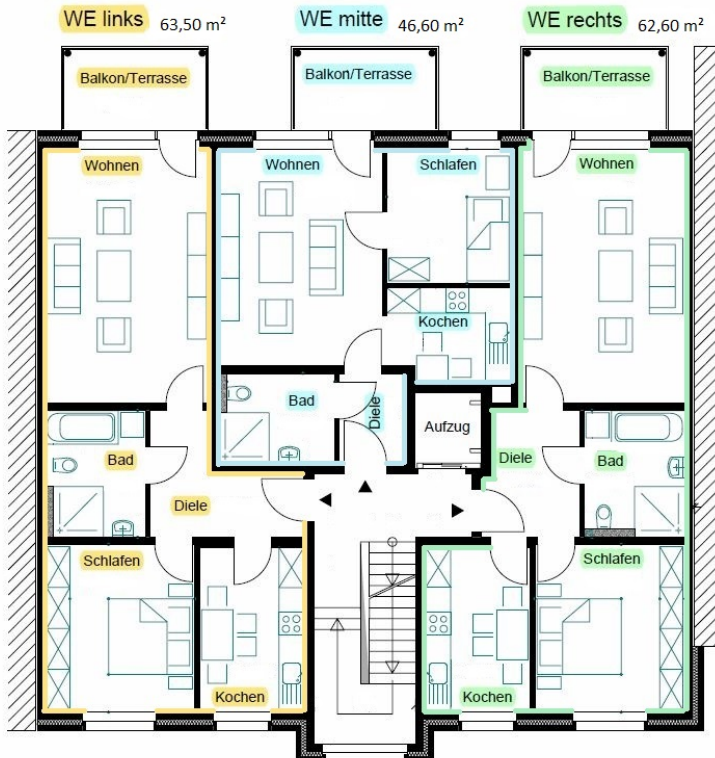 WE links 63,50 m² WE mitte 46,60 m² WE rechts 62,60 m²
Balkon/Terrasse Balkon/Terrasse Balkon/Terrasse
Wohnen Wohnen Schlafen Wohnen
Kochen
Bad Diele Aufzug
Bad Diele Bad
Diele
Schlafen Schlafen
Kochen Kochen